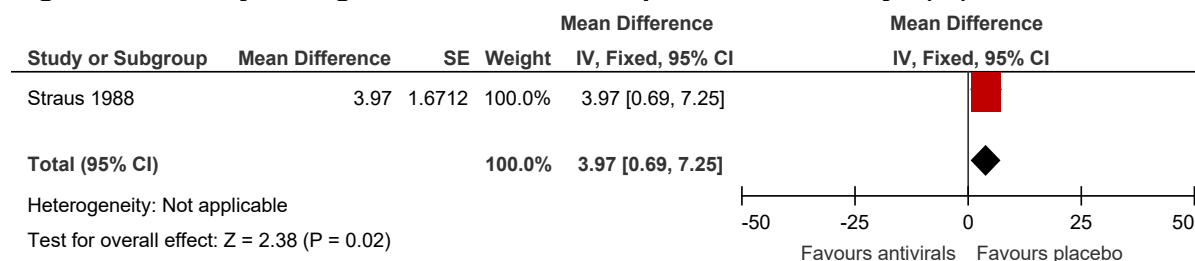 Mean Difference Mean Difference
Study or Subgroup Mean Difference SE Weight IV, Fixed, 95% CI IV, Fixed, 95% CI
Straus 1988 3.97 1.6712 100.0% 3.97 [0.69, 7.25]
Total (95% CI) 100.0% 3.97 [0.69, 7.25]
Heterogeneity: Not applicable
Test for overall effect: Z = 2.38 (P = 0.02)
-50 -25 0 25 50
Favours antivirals Favours placebo